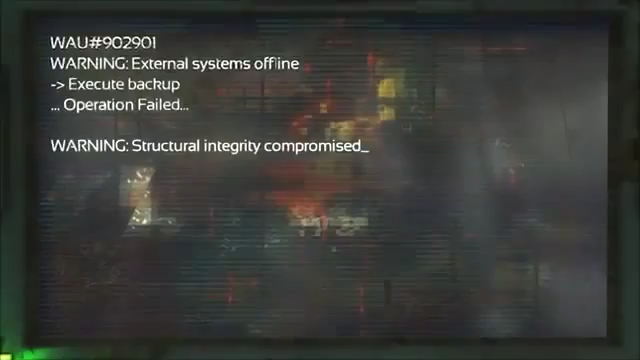 WAU#902901
WARNING: External systems offline
-> Execute backup
... Operation Failed...
WARNING: Structural integrity compromised_